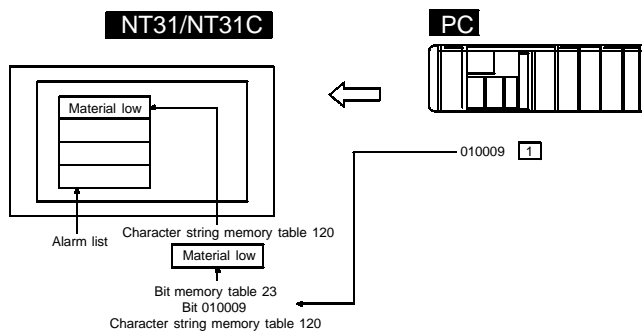 NT31/NT31C
PC
Material low
010009 1
Alarm list
Character string memory table 120
Material low
Bit memory table 23
Bit 010009
Character string memory table 120